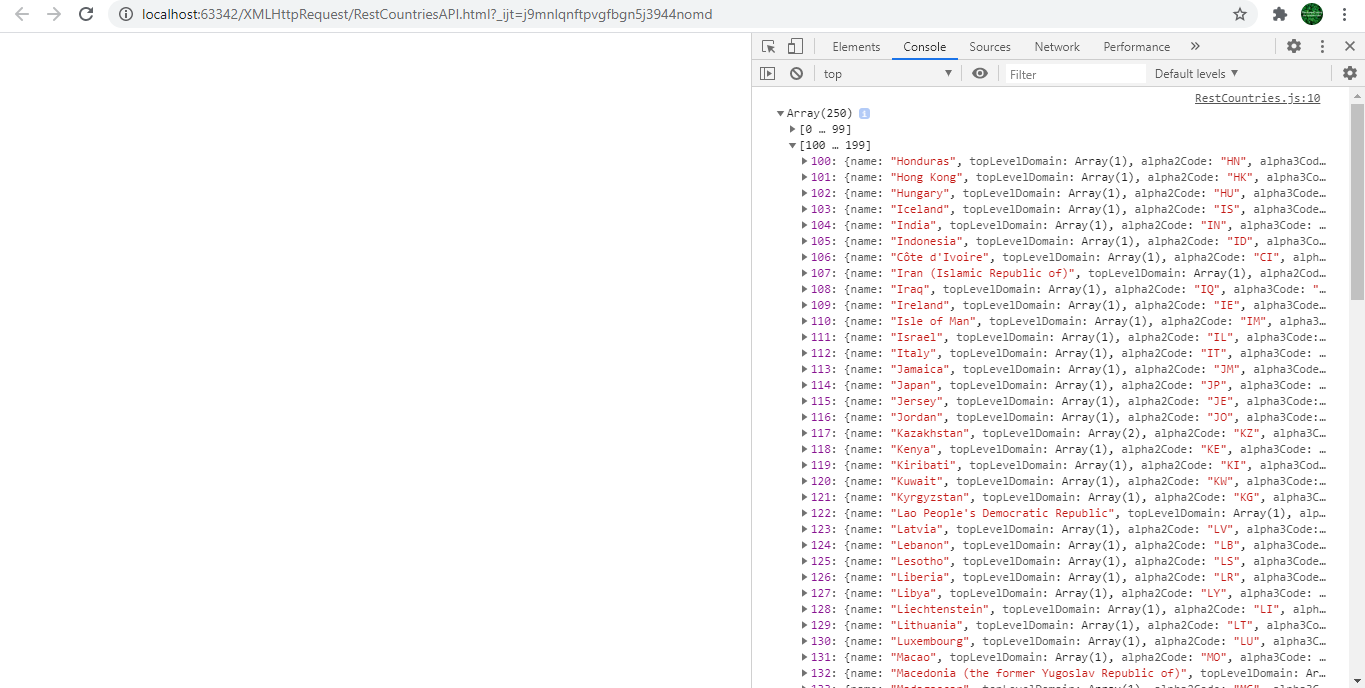 localhost:63342/XMLHttpRequest/RestCountriesAPI.html?_ijt=j9mnlqnftpvgfbgn5j3944nomd
Elements Console Sources Network Performance »
top Filter Default levels
RestCountries.js:10
Array(250) i
[0 … 99]
[100 … 199]
100: {name: "Honduras", topLevelDomain: Array(1), alpha2Code: "HN", alpha3Cod…
101: {name: "Hong Kong", topLevelDomain: Array(1), alpha2Code: "HK", alpha3Co…
102: {name: "Hungary", topLevelDomain: Array(1), alpha2Code: "HU", alpha3Code…
103: {name: "Iceland", topLevelDomain: Array(1), alpha2Code: "IS", alpha3Code…
104: {name: "India", topLevelDomain: Array(1), alpha2Code: "IN", alpha3Code: …
105: {name: "Indonesia", topLevelDomain: Array(1), alpha2Code: "ID", alpha3Co…
106: {name: "Côte d'Ivoire", topLevelDomain: Array(1), alpha2Code: "CI", alph…
107: {name: "Iran (Islamic Republic of)", topLevelDomain: Array(1), alpha2Cod…
108: {name: "Iraq", topLevelDomain: Array(1), alpha2Code: "IQ", alpha3Code: "…
109: {name: "Ireland", topLevelDomain: Array(1), alpha2Code: "IE", alpha3Code…
110: {name: "Isle of Man", topLevelDomain: Array(1), alpha2Code: "IM", alpha3…
111: {name: "Israel", topLevelDomain: Array(1), alpha2Code: "IL", alpha3Code:…
112: {name: "Italy", topLevelDomain: Array(1), alpha2Code: "IT", alpha3Code: …
113: {name: "Jamaica", topLevelDomain: Array(1), alpha2Code: "JM", alpha3Code…
114: {name: "Japan", topLevelDomain: Array(1), alpha2Code: "JP", alpha3Code: …
115: {name: "Jersey", topLevelDomain: Array(1), alpha2Code: "JE", alpha3Code:…
116: {name: "Jordan", topLevelDomain: Array(1), alpha2Code: "JO", alpha3Code:…
117: {name: "Kazakhstan", topLevelDomain: Array(2), alpha2Code: "KZ", alpha3C…
118: {name: "Kenya", topLevelDomain: Array(1), alpha2Code: "KE", alpha3Code: …
119: {name: "Kiribati", topLevelDomain: Array(1), alpha2Code: "KI", alpha3Cod…
120: {name: "Kuwait", topLevelDomain: Array(1), alpha2Code: "KW", alpha3Code:…
121: {name: "Kyrgyzstan", topLevelDomain: Array(1), alpha2Code: "KG", alpha3C…
122: {name: "Lao People's Democratic Republic", topLevelDomain: Array(1), alp…
123: {name: "Latvia", topLevelDomain: Array(1), alpha2Code: "LV", alpha3Code:…
124: {name: "Lebanon", topLevelDomain: Array(1), alpha2Code: "LB", alpha3Code…
125: {name: "Lesotho", topLevelDomain: Array(1), alpha2Code: "LS", alpha3Code…
126: {name: "Liberia", topLevelDomain: Array(1), alpha2Code: "LR", alpha3Code…
127: {name: "Libya", topLevelDomain: Array(1), alpha2Code: "LY", alpha3Code: …
128: {name: "Liechtenstein", topLevelDomain: Array(1), alpha2Code: "LI", alph…
129: {name: "Lithuania", topLevelDomain: Array(1), alpha2Code: "LT", alpha3Co…
130: {name: "Luxembourg", topLevelDomain: Array(1), alpha2Code: "LU", alpha3C…
131: {name: "Macao", topLevelDomain: Array(1), alpha2Code: "MO", alpha3Code: …
132: {name: "Macedonia (the former Yugoslav Republic of)", topLevelDomain: Ar…